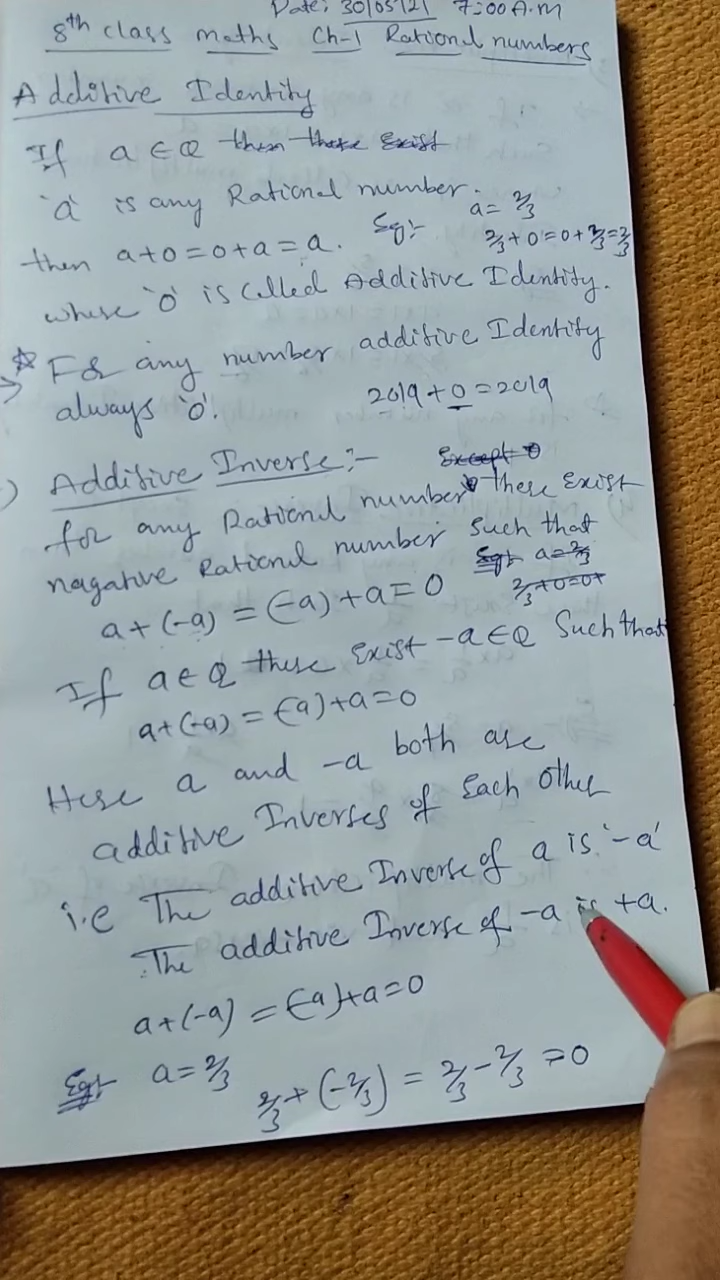 Date: 30/05/21 7:00 A.m
8th class maths Ch-1 Rational numbers
Additive Identity
If a ∈ Q then there Exist
'a' is any Rational number.
Eg:- a = 2/3
then a+0=0+a=a. 2/3+0=0+2/3=2/3
where '0' is called Additive Identity.
For any number additive Identity
always '0'. 2019+0=2019
Additive Inverse:- Except 0
for any Rational number there Exist
nagative Rational number such that
Eg:- a=2/3
a+(-a) = (-a)+a=0 2/3+0=0+
If a ∈ Q there Exist -a ∈ Q Such that
a+(-a) = (-a)+a=0
Here a and -a both are
additive Inverses of Each other
i.e The additive Inverse of a is '-a'
The additive Inverse of -a is +a.
a+(-a) = (-a)+a=0
Eg:- a=2/3 2/3+(-2/3) = 2/3-2/3 =0